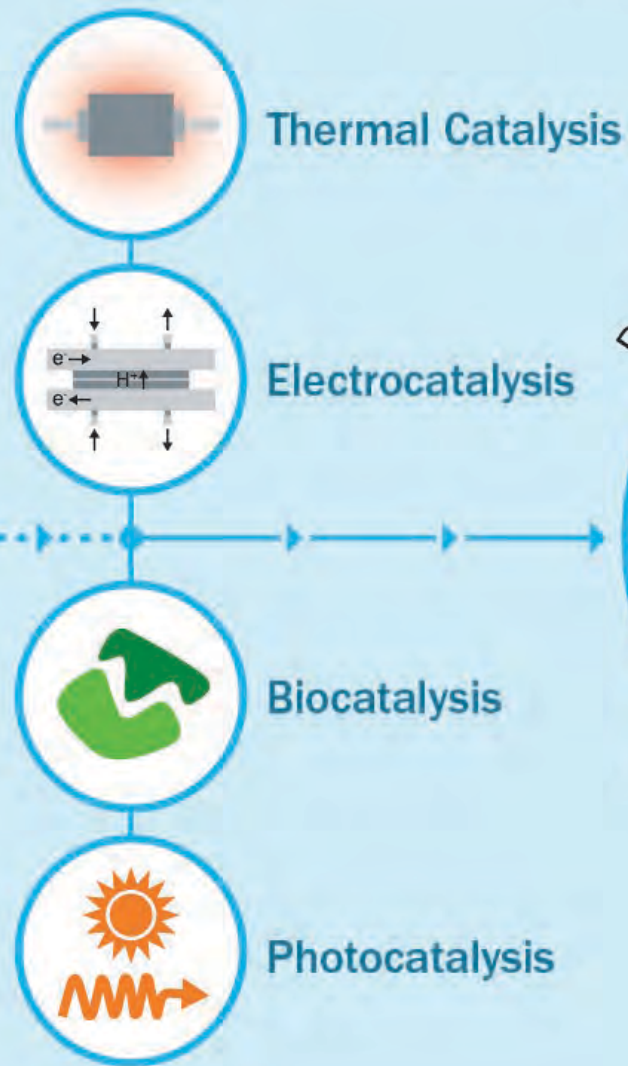 Thermal Catalysis
e⁻
H⁺
e⁻
Electrocatalysis
Biocatalysis
Photocatalysis